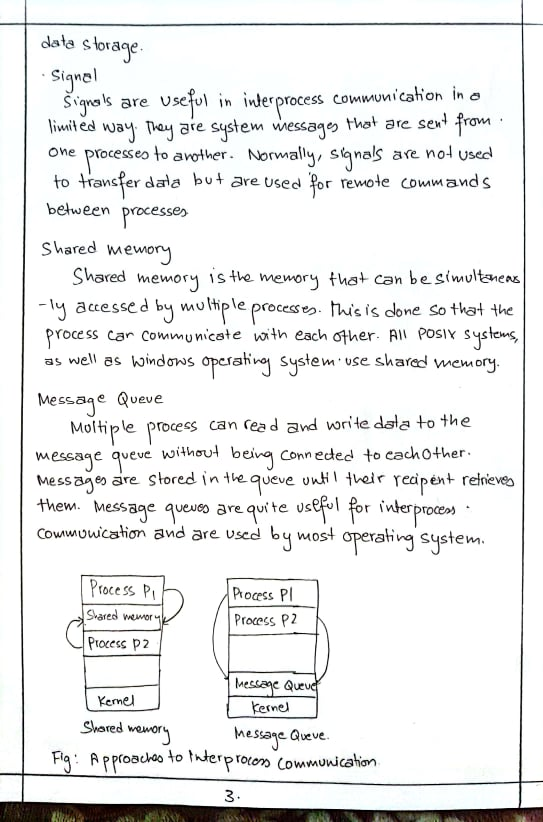 data storage.
· Signal
Signals are useful in interprocess communication in a
limited way. They are system messages that are sent from
one processes to another. Normally, signals are not used
to transfer data but are used for remote commands
between processes
Shared memory
Shared memory is the memory that can be simultaneous
-ly accessed by multiple processes. This is done so that the
process can communicate with each other. All POSIX systems,
as well as windows operating system use shared memory.
Message Queue
Multiple process can read and write data to the
message queue without being connected to each other.
Messages are stored in the queue until their recipent retrieves
them. Message queues are quite useful for interprocess
communication and are used by most operating system.
Process P1
Shared memory
Process P2
Kernel
Shared memory
Process P1
Process P2
Message Queue
Kernel
Message Queue.
Fig: Approaches to Interprocess Communication.
3.